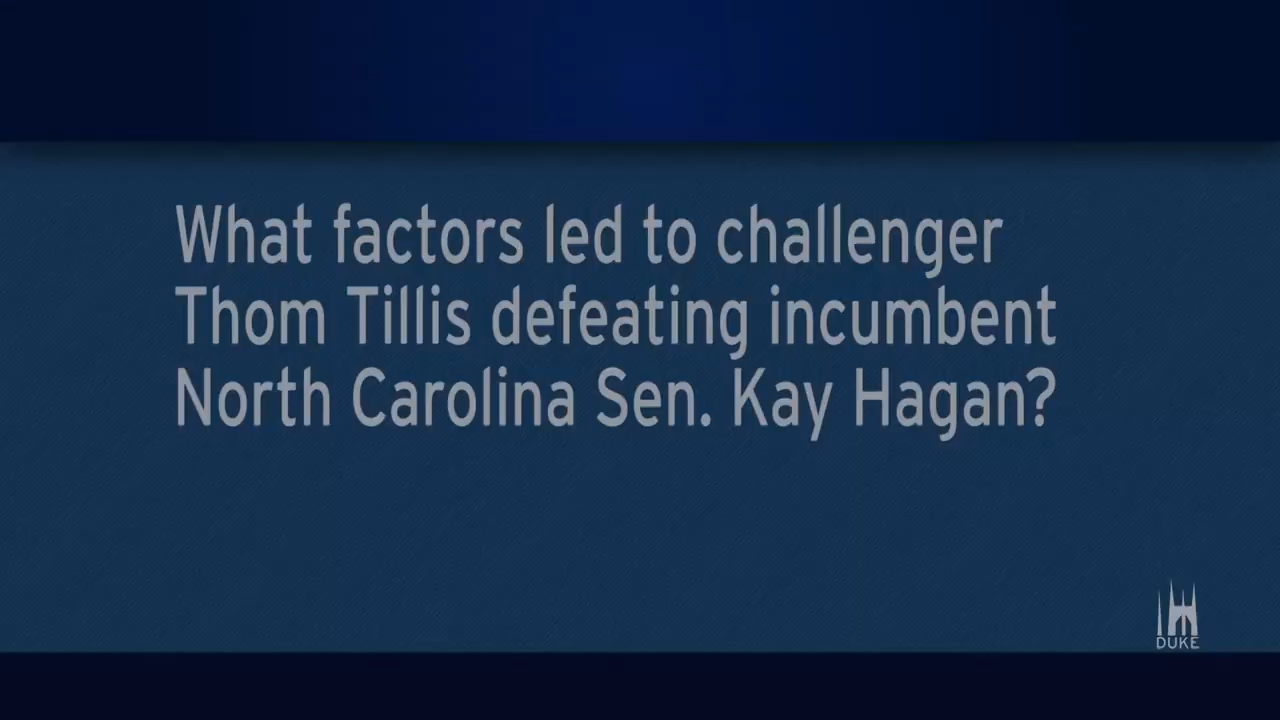 What factors led to challenger
Thom Tillis defeating incumbent
North Carolina Sen. Kay Hagan?
DUKE